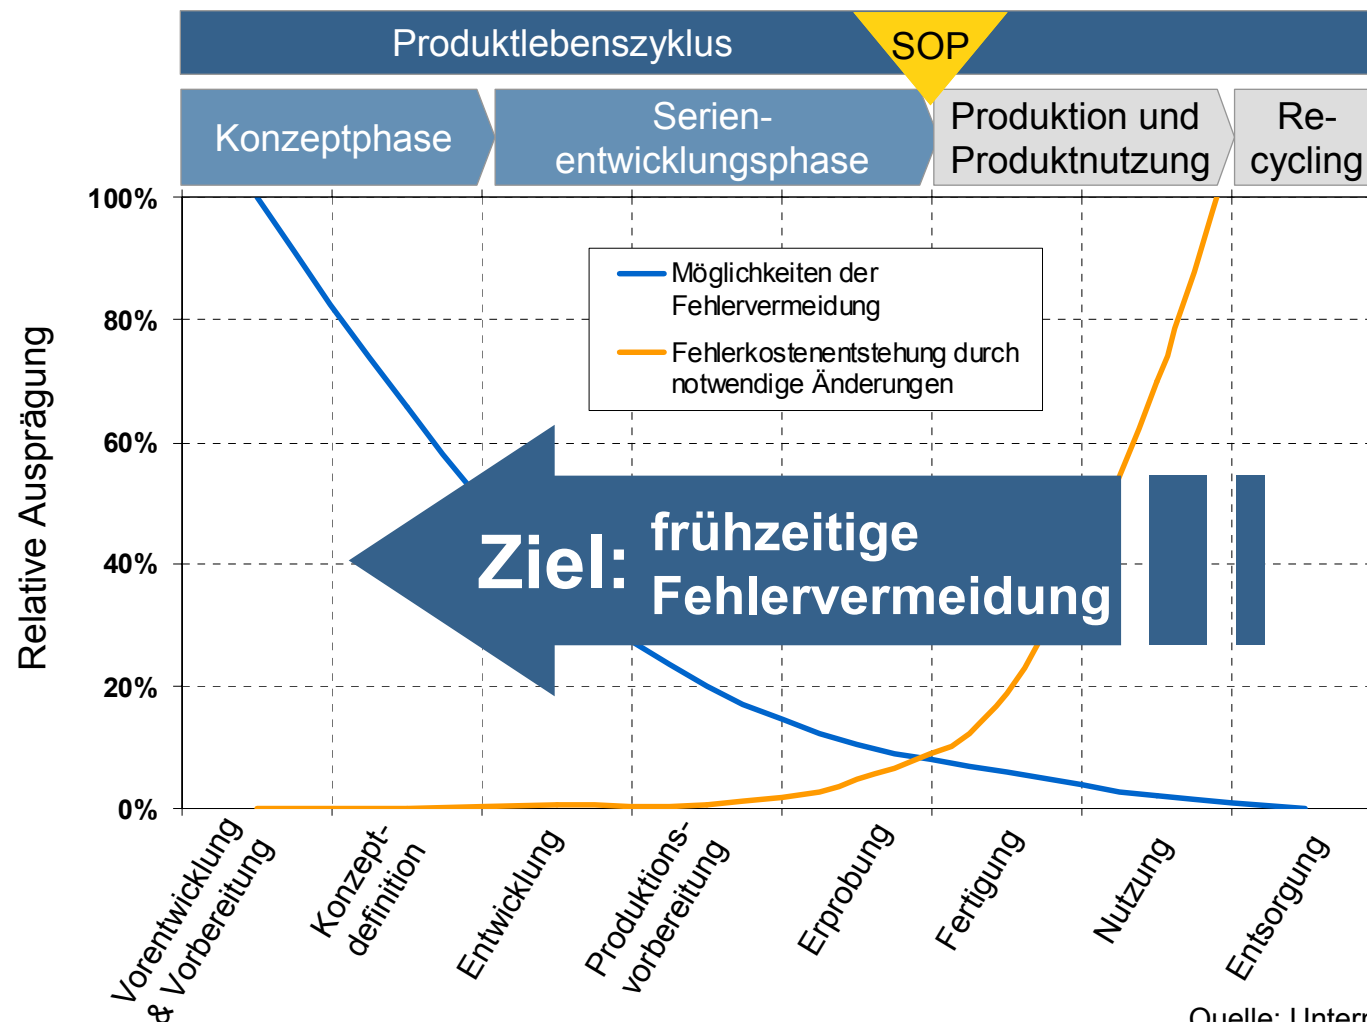 Produktlebenszyklus
SOP
Konzeptphase
Serien-
entwicklungsphase
Produktion und
Produktnutzung
Re-
cycling
100%
80%
60%
40%
20%
0%
Relative Ausprägung
Möglichkeiten der
Fehlervermeidung
Fehlerkostenentstehung durch
notwendige Änderungen
Ziel:
frühzeitige
Fehlervermeidung
Vorentwicklung
& Vorbereitung
Konzept-
definition
Entwicklung
Produktions-
vorbereitung
Erprobung
Fertigung
Nutzung
Entsorgung
Quelle: